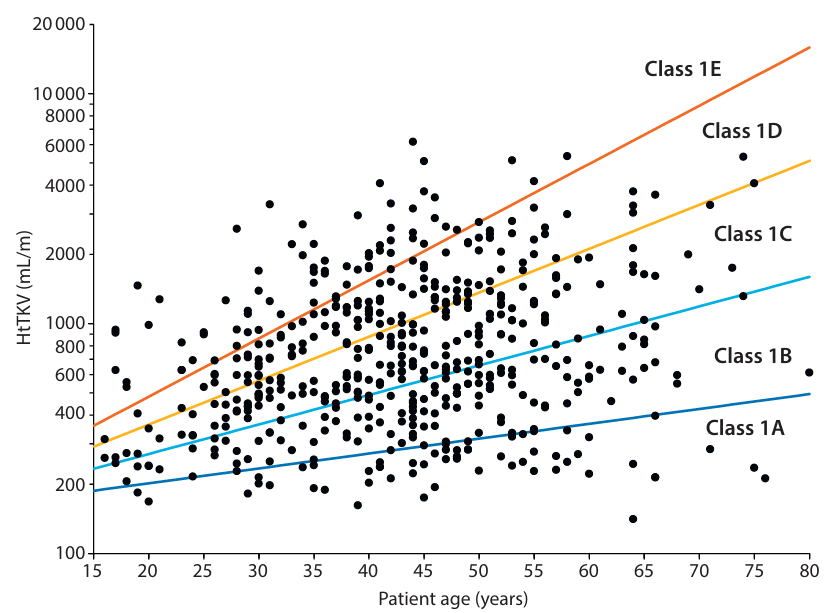 20 000
10 000
8000
6000
4000
2000
1000
800
600
400
200
100
HtTKV (mL/m)
Class 1E
Class 1D
Class 1C
Class 1B
Class 1A
15 20 25 30 35 40 45 50 55 60 65 70 75 80
Patient age (years)